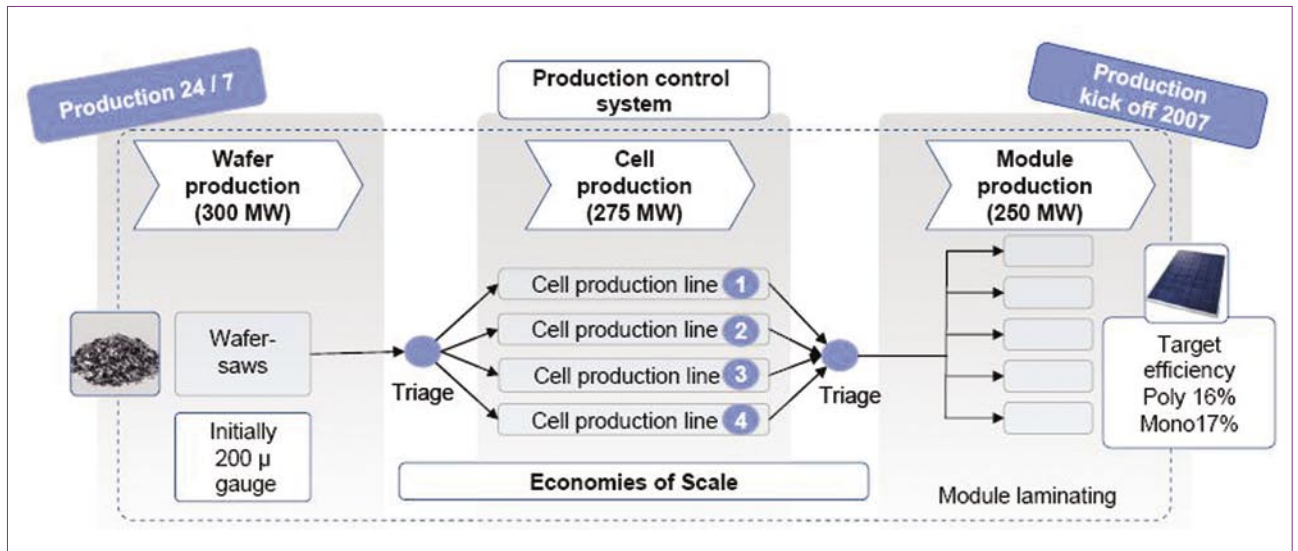 Production 24 / 7
Production control
system
Production
kick off 2007
Wafer
production
(300 MW)
Cell
production
(275 MW)
Module
production
(250 MW)
Wafer-
saws
Initially
200 µ
gauge
Triage
Cell production line 1
Cell production line 2
Cell production line 3
Cell production line 4
Triage
Target
efficiency
Poly 16%
Mono17%
Economies of Scale
Module laminating